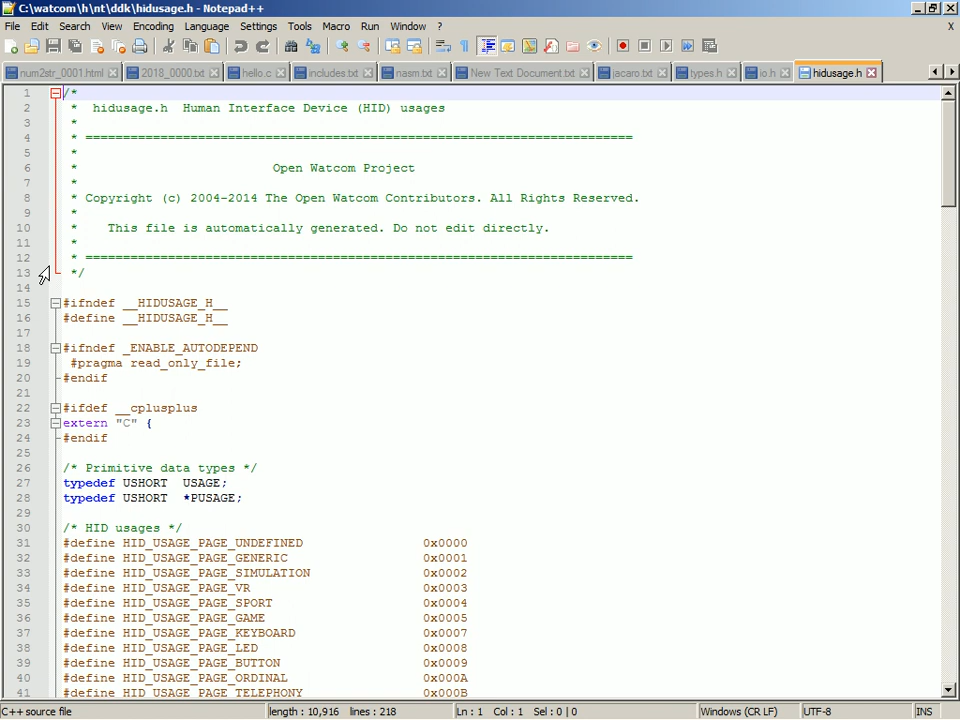 C:\watcom\h\nt\ddk\hidusage.h - Notepad++
File Edit Search View Encoding Language Settings Tools Macro Run Window ? X
num2str_0001.html 2018_0000.txt hello.c includes.txt nasm.txt New Text Document.txt jacaro.txt types.h io.h hidusage.h
1 /*
2 * hidusage.h Human Interface Device (HID) usages
3 *
4 * =========================================================================
5 *
6 * Open Watcom Project
7 *
8 * Copyright (c) 2004-2014 The Open Watcom Contributors. All Rights Reserved.
9 *
10 * This file is automatically generated. Do not edit directly.
11 *
12 * =========================================================================
13 */
14
15 #ifndef __HIDUSAGE_H__
16 #define __HIDUSAGE_H__
17
18 #ifndef _ENABLE_AUTODEPEND
19 #pragma read_only_file;
20 #endif
21
22 #ifdef __cplusplus
23 extern "C" {
24 #endif
25
26 /* Primitive data types */
27 typedef USHORT USAGE;
28 typedef USHORT *PUSAGE;
29
30 /* HID usages */
31 #define HID_USAGE_PAGE_UNDEFINED 0x0000
32 #define HID_USAGE_PAGE_GENERIC 0x0001
33 #define HID_USAGE_PAGE_SIMULATION 0x0002
34 #define HID_USAGE_PAGE_VR 0x0003
35 #define HID_USAGE_PAGE_SPORT 0x0004
36 #define HID_USAGE_PAGE_GAME 0x0005
37 #define HID_USAGE_PAGE_KEYBOARD 0x0007
38 #define HID_USAGE_PAGE_LED 0x0008
39 #define HID_USAGE_PAGE_BUTTON 0x0009
40 #define HID_USAGE_PAGE_ORDINAL 0x000A
41 #define HID_USAGE_PAGE_TELEPHONY 0x000B
C++ source file length : 10,916 lines : 218 Ln : 1 Col : 1 Sel : 0 | 0 Windows (CR LF) UTF-8 INS